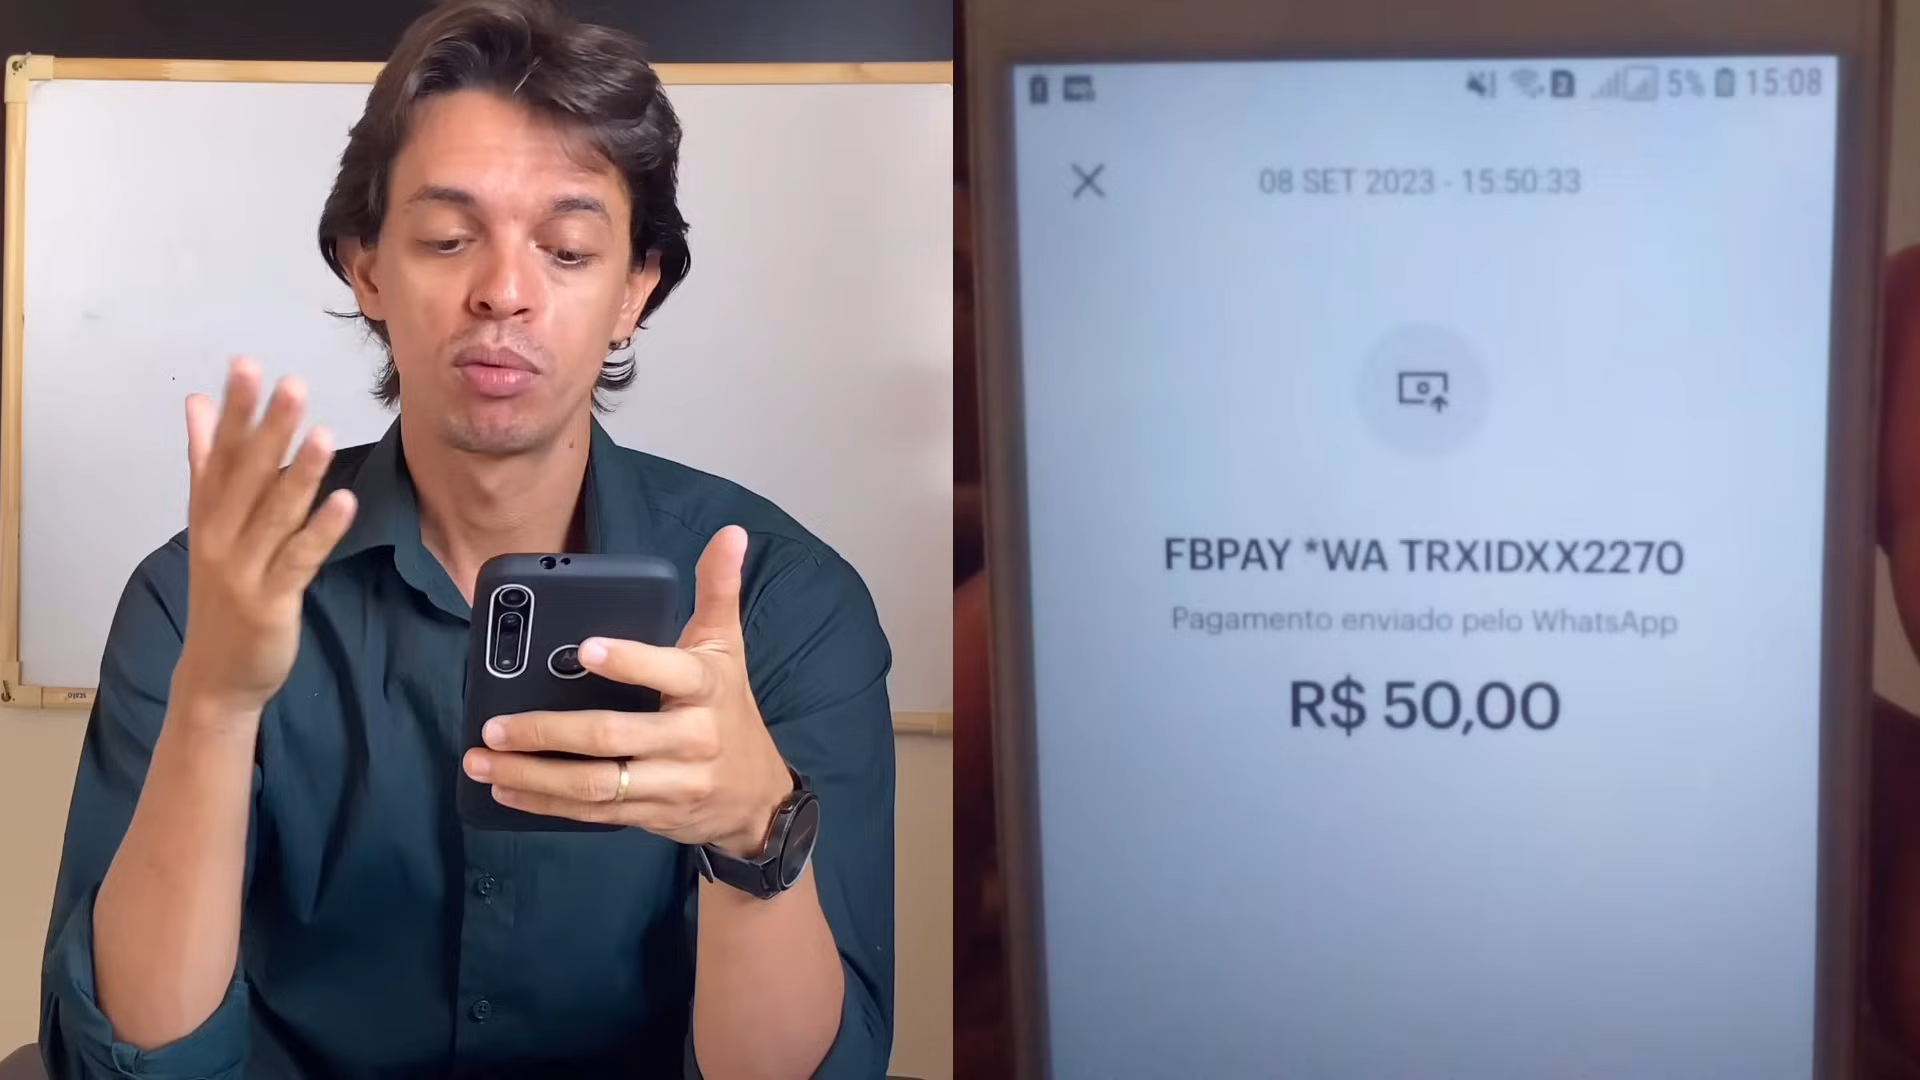 5% 15:08
08 SET 2023 - 15:50:33
FBPAY *WA TRXIDXX2270
Pagamento enviado pelo WhatsApp
R$ 50,00